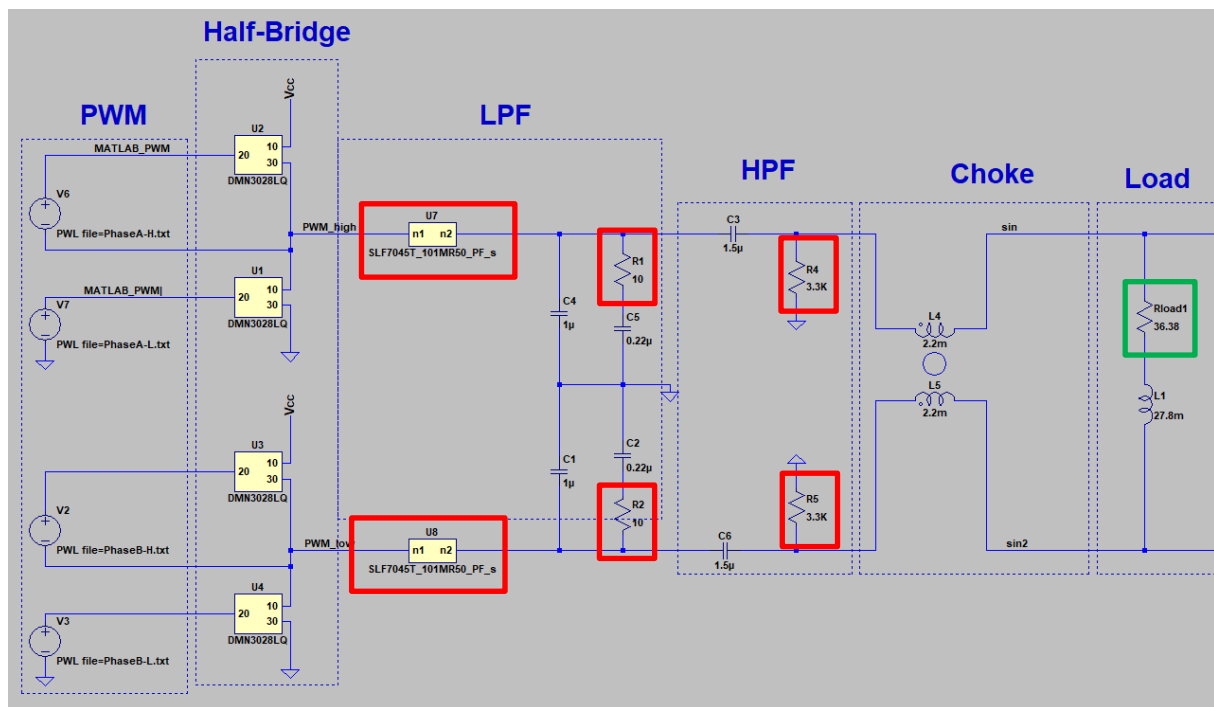 Half-Bridge
PWM
LPF
HPF
Choke
Load
Vcc
U2
20
10
30
DMN3028LQ
MATLAB_PWM
V6
PWL file=PhaseA-H.txt
PWM_high
U1
20
10
30
DMN3028LQ
MATLAB_PWM|
V7
PWL file=PhaseA-L.txt
Vcc
U3
20
10
30
DMN3028LQ
V2
PWL file=PhaseB-H.txt
U4
20
10
30
DMN3028LQ
V3
PWL file=PhaseB-L.txt
U7
n1 n2
SLF7045T_101MR50_PF_s
R1
10
C4
1µ
C5
0.22µ
C1
1µ
C2
0.22µ
R2
10
U8
n1 n2
SLF7045T_101MR50_PF_s
C3
1.5µ
R4
3.3K
R5
3.3K
C6
1.5µ
sin
L4
2.2m
L5
2.2m
sin2
Rload1
36.38
L1
27.8m